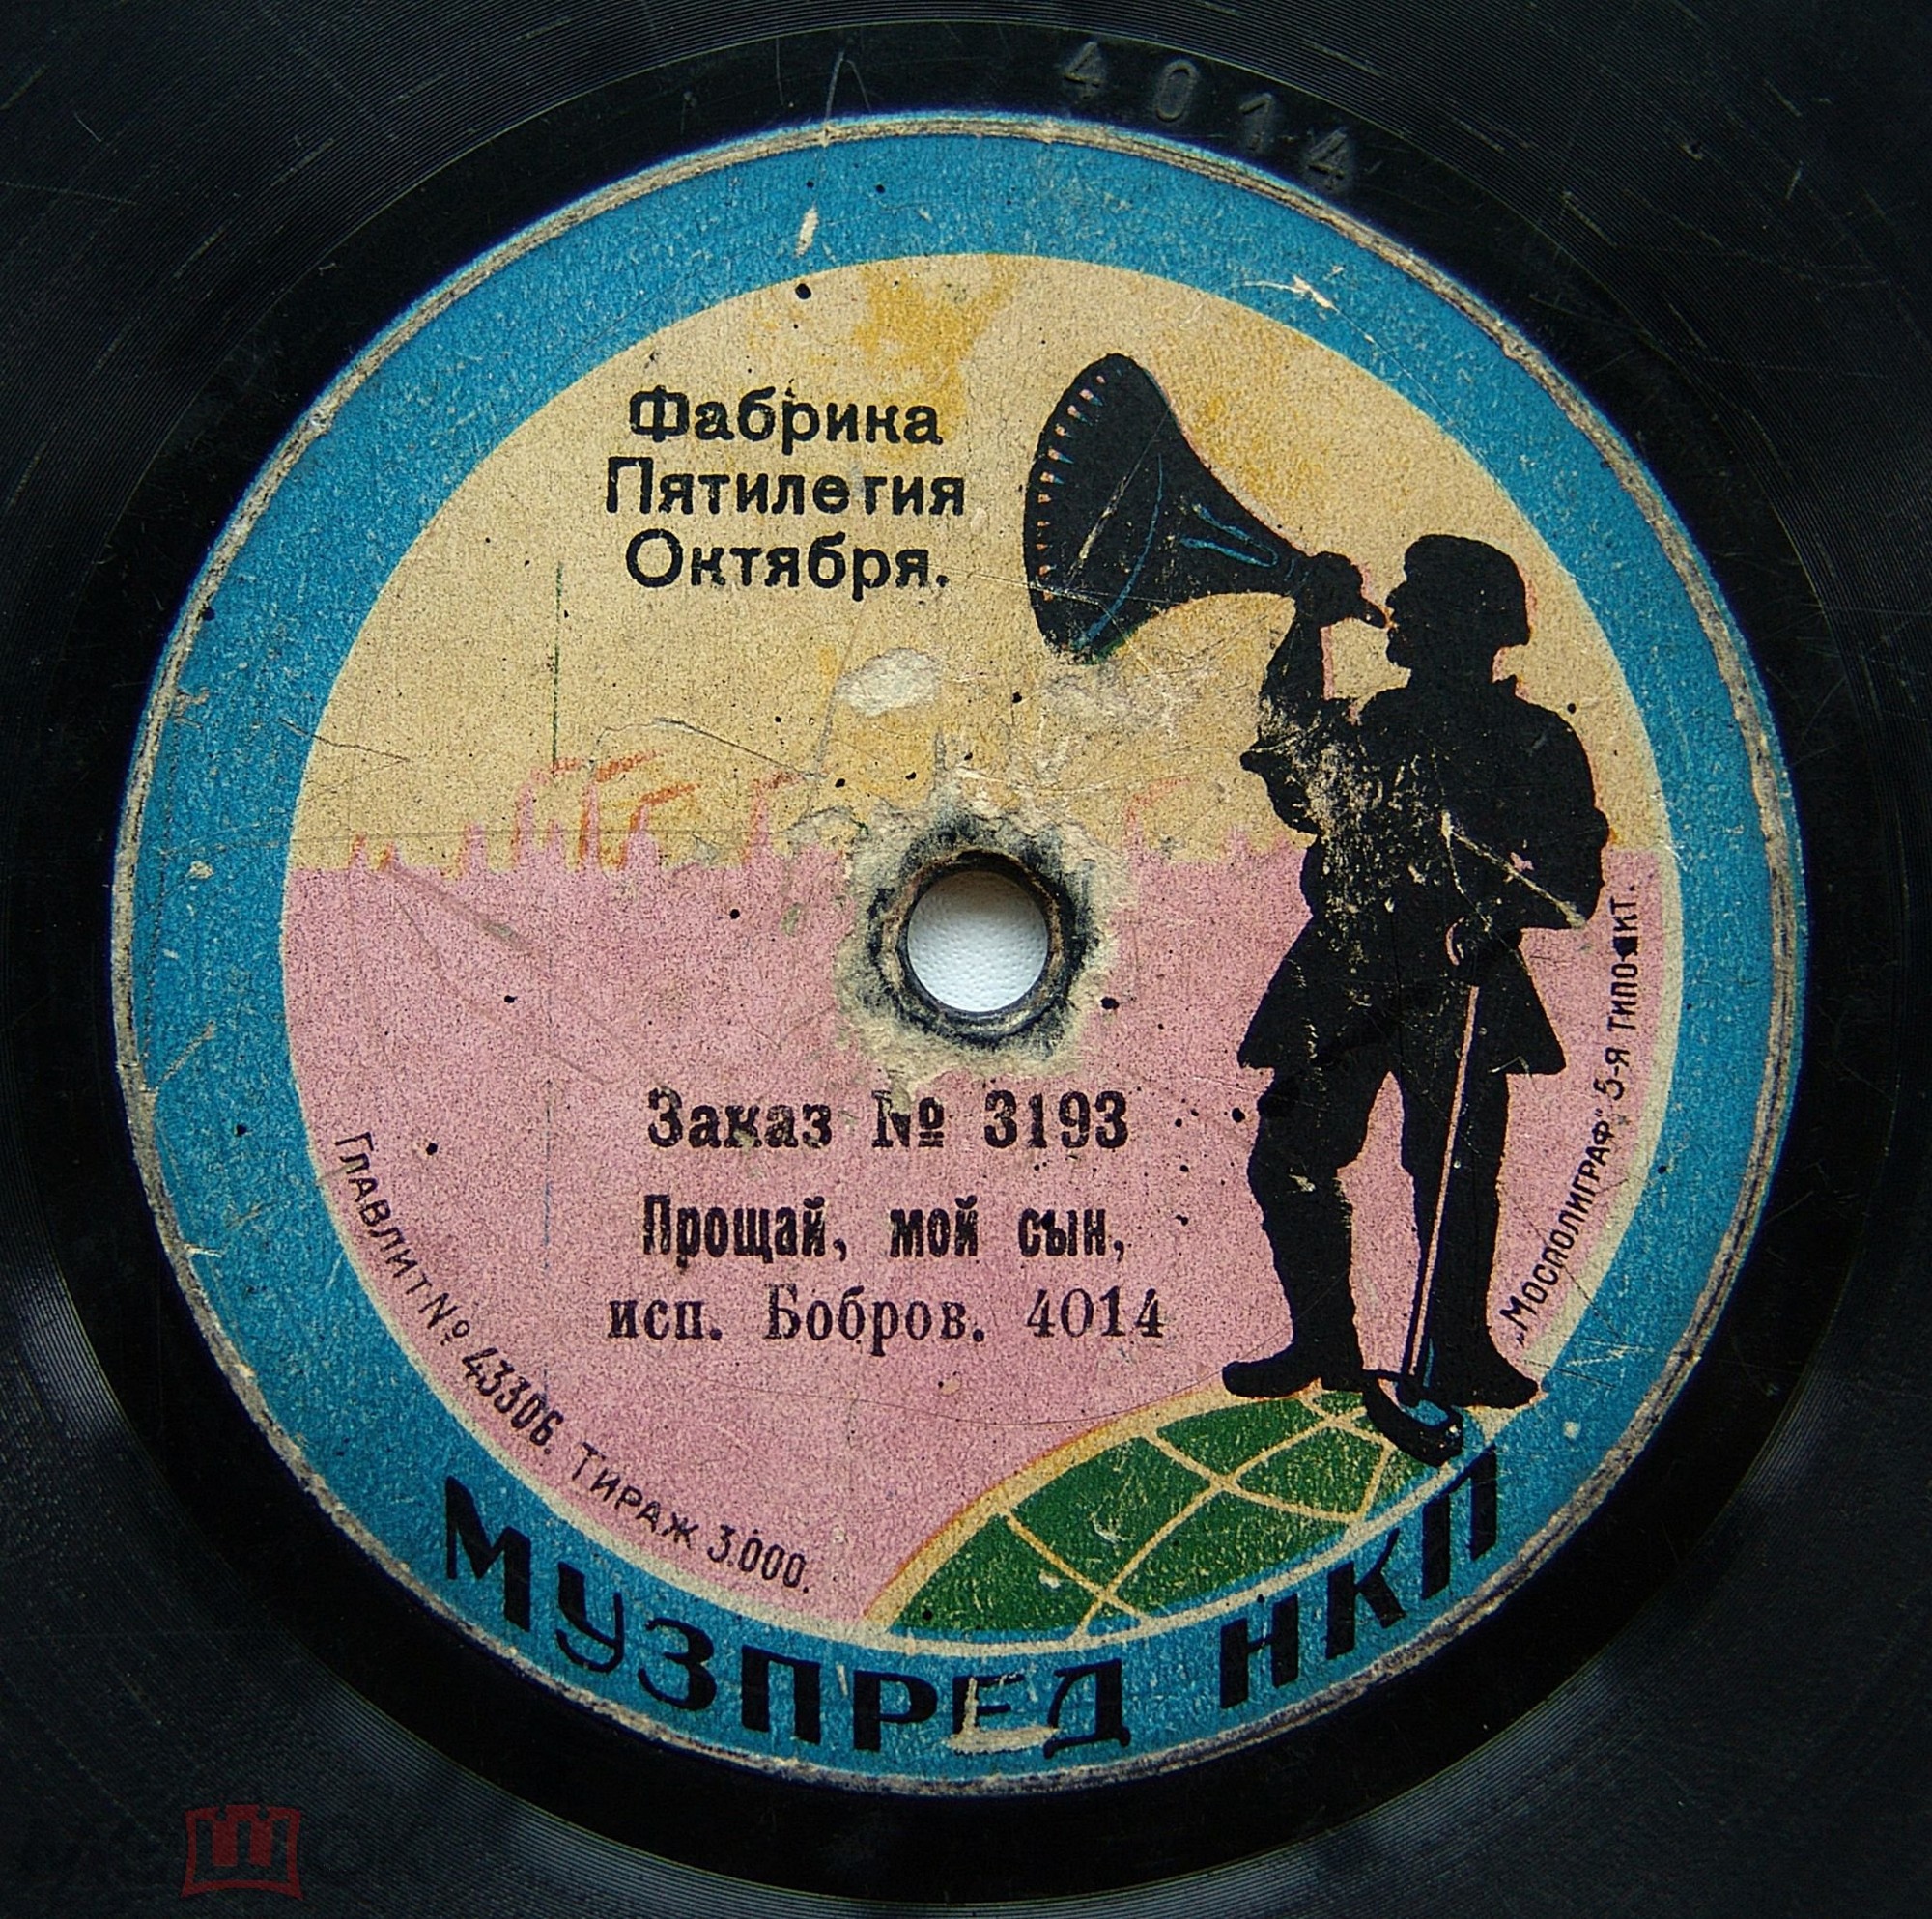 4014
Фабрика
Пятилетия
Октября.
Заказ № 3193
Прощай, мой сын,
исп. Бобров. 4014
Главлит № 43306. Тираж 3.000.
„Мосполиграф" 5-я типо-лит.
МУЗПРЕД НКП